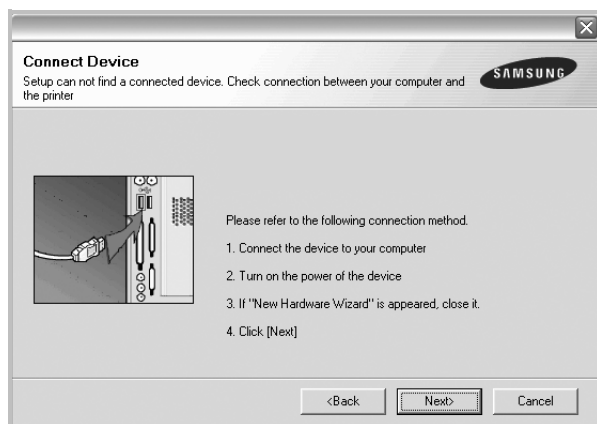 Connect Device
Setup can not find a connected device. Check connection between your computer and
the printer
SAMSUNG
Please refer to the following connection method.
1. Connect the device to your computer
2. Turn on the power of the device
3. If "New Hardware Wizard" is appeared, close it.
4. Click [Next]
<Back
Next>
Cancel